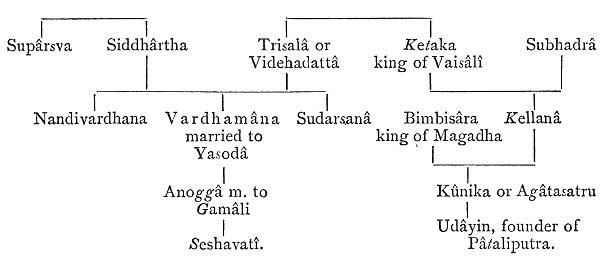 Supârsva Siddhârtha Trisalâ or Ketaka Subhadrâ
Videhadattâ king of Vaisâlî
Nandivardhana Vardhamâna Sudarsanâ Bimbisâra Kellanâ
married to king of Magadha
Yasodâ
Anoggâ m. to Kûnika or Agâtasatru
Gamâli
Udâyin, founder of
Seshavatî. Pâtaliputra.